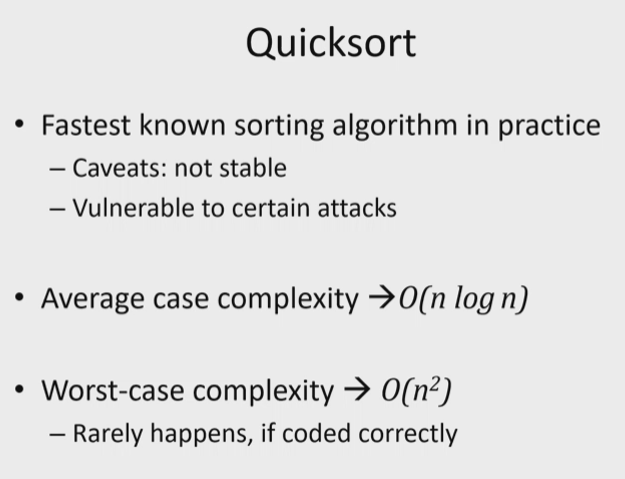 Quicksort
• Fastest known sorting algorithm in practice
– Caveats: not stable
– Vulnerable to certain attacks
• Average case complexity →O(n log n)
• Worst-case complexity → O(n²)
– Rarely happens, if coded correctly